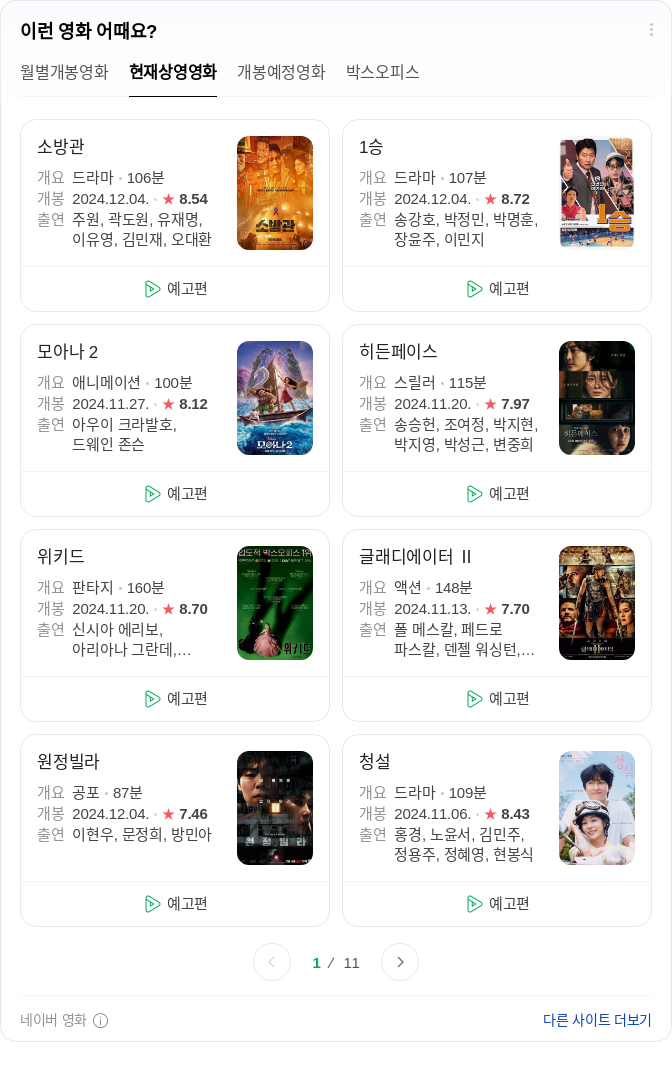 이런 영화 어때요?
월별개봉영화 현재상영영화 개봉예정영화 박스오피스
소방관
개요 드라마 106분
개봉 2024.12.04. ★ 8.54
출연 주원, 곽도원, 유재명,
이유영, 김민재, 오대환
소방관
예고편
1승
개요 드라마 107분
개봉 2024.12.04. ★ 8.72
출연 송강호, 박정민, 박명훈,
장윤주, 이민지
1승
예고편
모아나 2
개요 애니메이션 100분
개봉 2024.11.27. ★ 8.12
출연 아우이 크라발호,
드웨인 존슨
모아나2
예고편
히든페이스
개요 스릴러 115분
개봉 2024.11.20. ★ 7.97
출연 송승헌, 조여정, 박지현,
박지영, 박성근, 변중희
히든페이스
예고편
위키드
개요 판타지 160분
개봉 2024.11.20. ★ 8.70
출연 신시아 에리보,
아리아나 그란데,...
위키드
예고편
글래디에이터 Ⅱ
개요 액션 148분
개봉 2024.11.13. ★ 7.70
출연 폴 메스칼, 페드로
파스칼, 덴젤 워싱턴,...
글래디에이터
예고편
원정빌라
개요 공포 87분
개봉 2024.12.04. ★ 7.46
출연 이현우, 문정희, 방민아
원정빌라
예고편
청설
개요 드라마 109분
개봉 2024.11.06. ★ 8.43
출연 홍경, 노윤서, 김민주,
정용주, 정혜영, 현봉식
청설
예고편
1 / 11
네이버 영화
다른 사이트 더보기